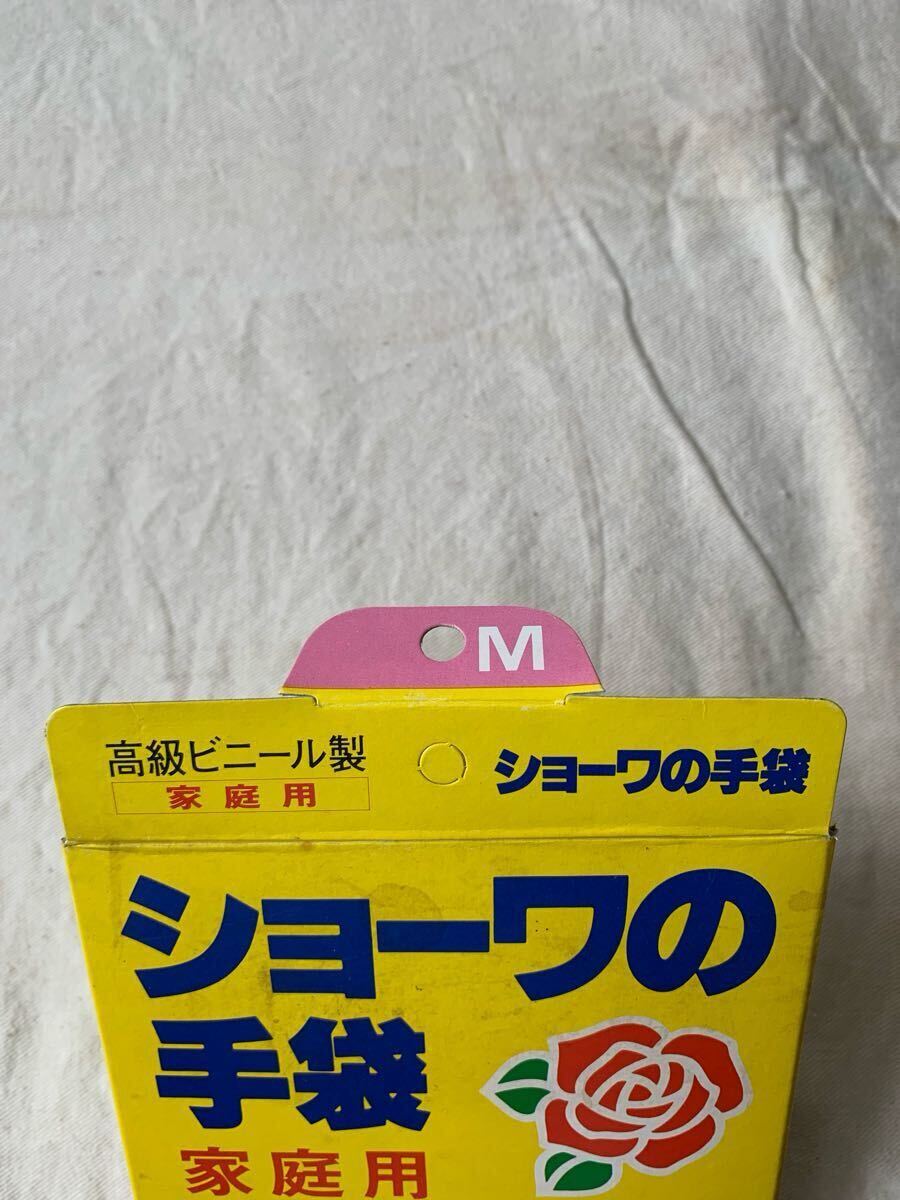 M
高級ビニール製
家庭用
ショーワの手袋
ショーワの
手袋
家庭用